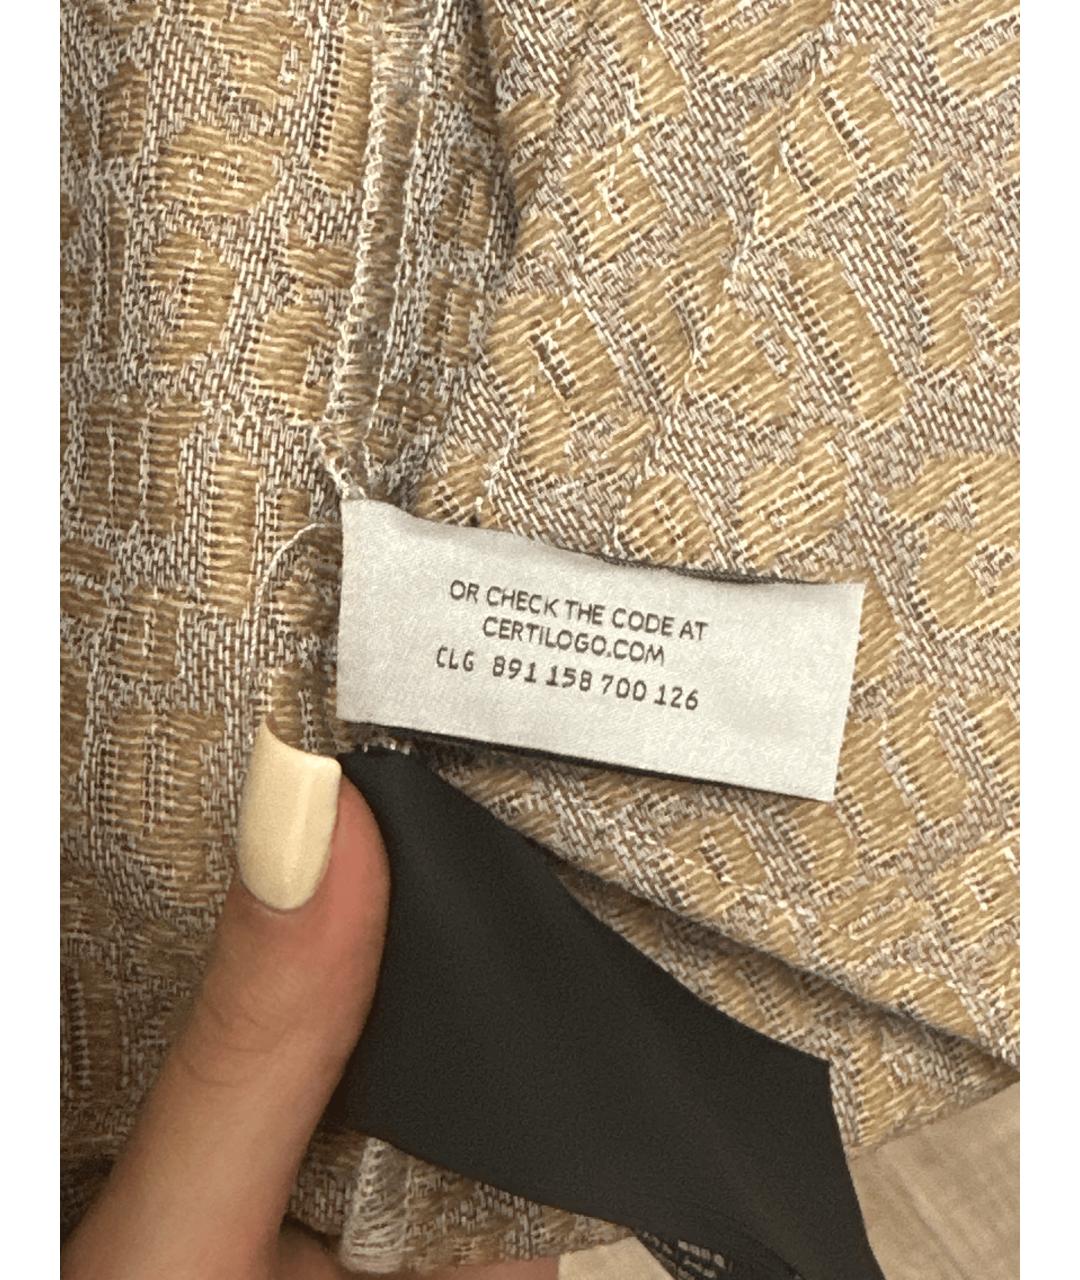 OR CHECK THE CODE AT
CERTILOGO.COM
CLG 891 158 700 126